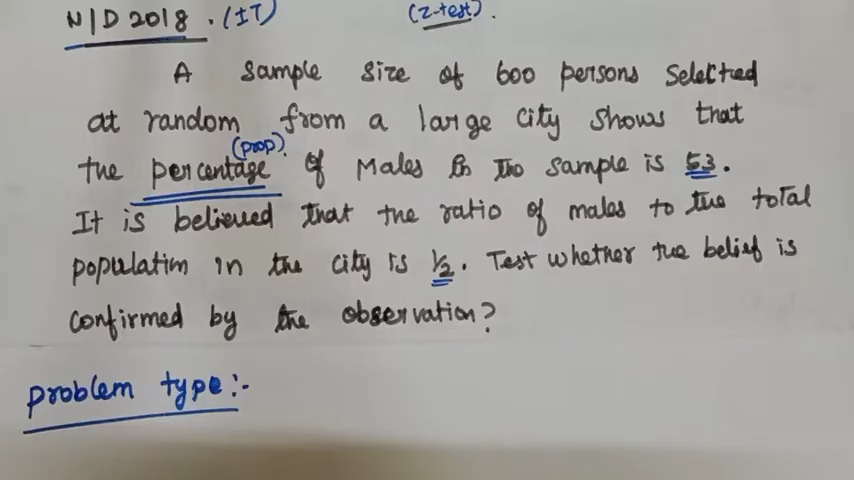 N/D 2018. (IT) (Z-test).
A sample size of 600 persons selected
at random from a large city shows that
(prop).
the percentage of Males in the sample is 53.
It is believed that the ratio of males to the total
population in the city is 1/2. Test whether the belief is
confirmed by the observation?
problem type:-